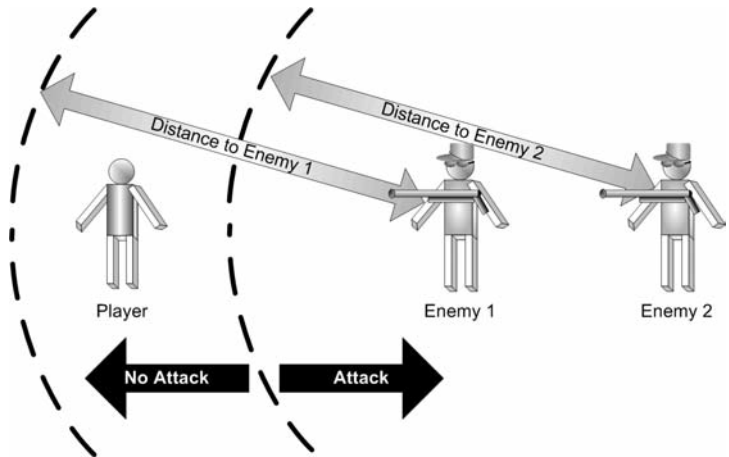 Distance to Enemy 1
Distance to Enemy 2
Player
Enemy 1
Enemy 2
No Attack
Attack